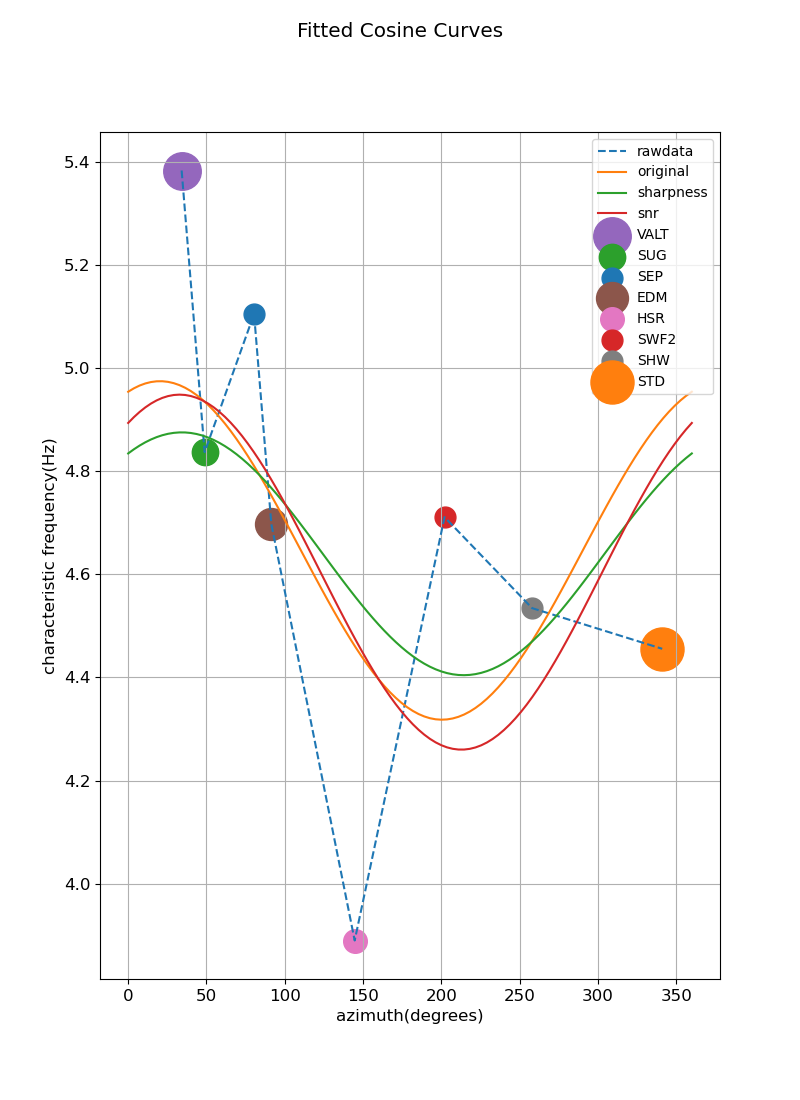 Fitted Cosine Curves
5.4
5.2
5.0
4.8
4.6
4.4
4.2
4.0
characteristic frequency(Hz)
rawdata
original
sharpness
snr
VALT
SUG
SEP
EDM
HSR
SWF2
SHW
STD
0 50 100 150 200 250 300 350
azimuth(degrees)